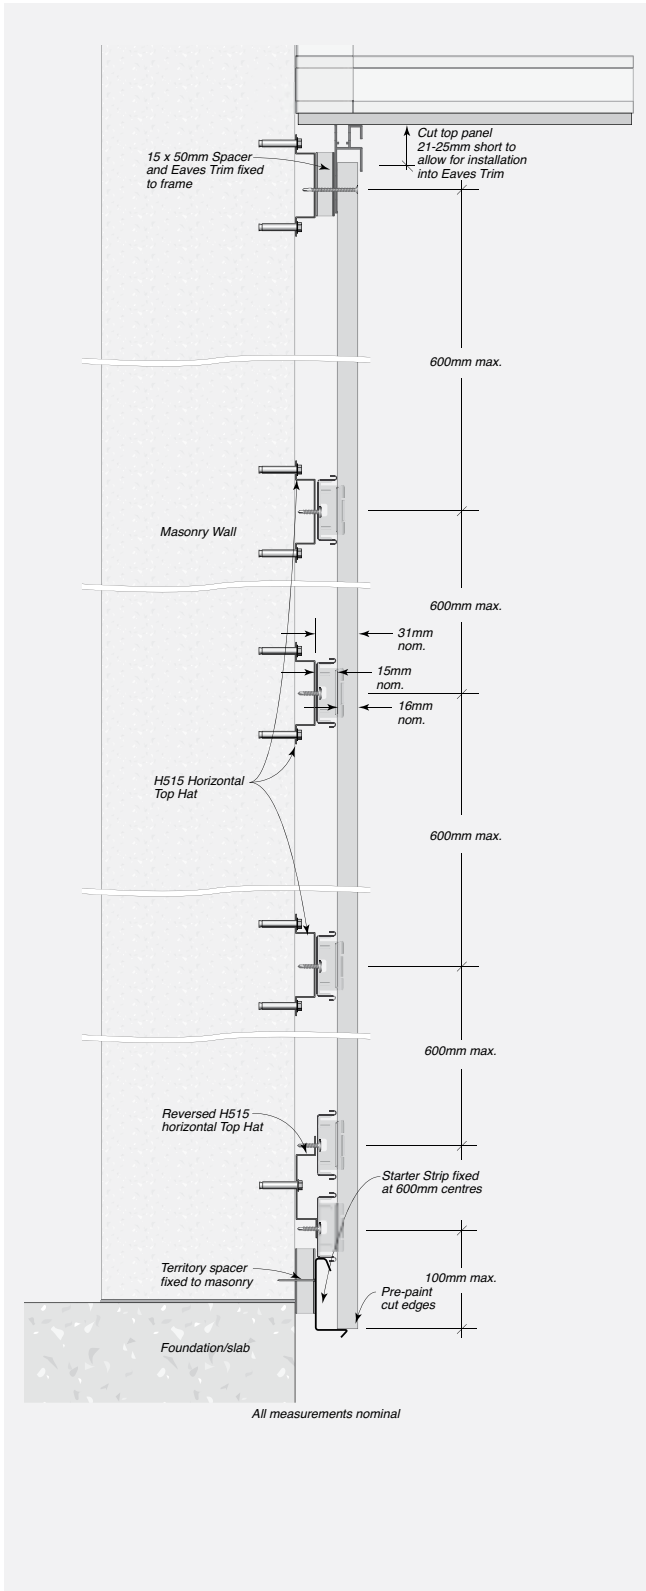 Cut top panel
21-25mm short to
allow for installation
into Eaves Trim
15 x 50mm Spacer
and Eaves Trim fixed
to frame
600mm max.
Masonry Wall
600mm max.
31mm
nom.
15mm
nom.
16mm
nom.
H515 Horizontal
Top Hat
600mm max.
600mm max.
Reversed H515
horizontal Top Hat
Starter Strip fixed
at 600mm centres
Territory spacer
fixed to masonry
100mm max.
Pre-paint
cut edges
Foundation/slab
All measurements nominal